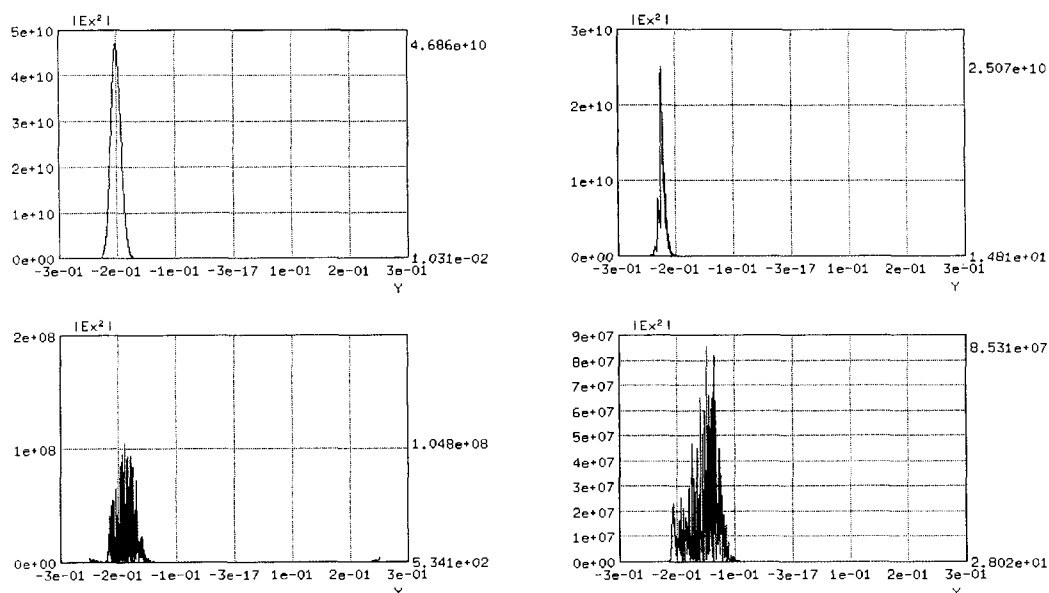 |Ex²|
5e+10
4e+10
3e+10
2e+10
1e+10
0e+00
4.686e+10
1.031e-02
-3e-01 -2e-01 -1e-01 -3e-17 1e-01 2e-01 3e-01
Y
|Ex²|
3e+10
2e+10
1e+10
0e+00
2.507e+10
1.481e+01
-3e-01 -2e-01 -1e-01 -3e-17 1e-01 2e-01 3e-01
Y
|Ex²|
2e+08
1e+08
0e+00
1.048e+08
5.341e+02
-3e-01 -2e-01 -1e-01 -3e-17 1e-01 2e-01 3e-01
Y
|Ex²|
9e+07
8e+07
7e+07
6e+07
5e+07
4e+07
3e+07
2e+07
1e+07
0e+00
8.531e+07
2.802e+01
-3e-01 -2e-01 -1e-01 -3e-17 1e-01 2e-01 3e-01
Y